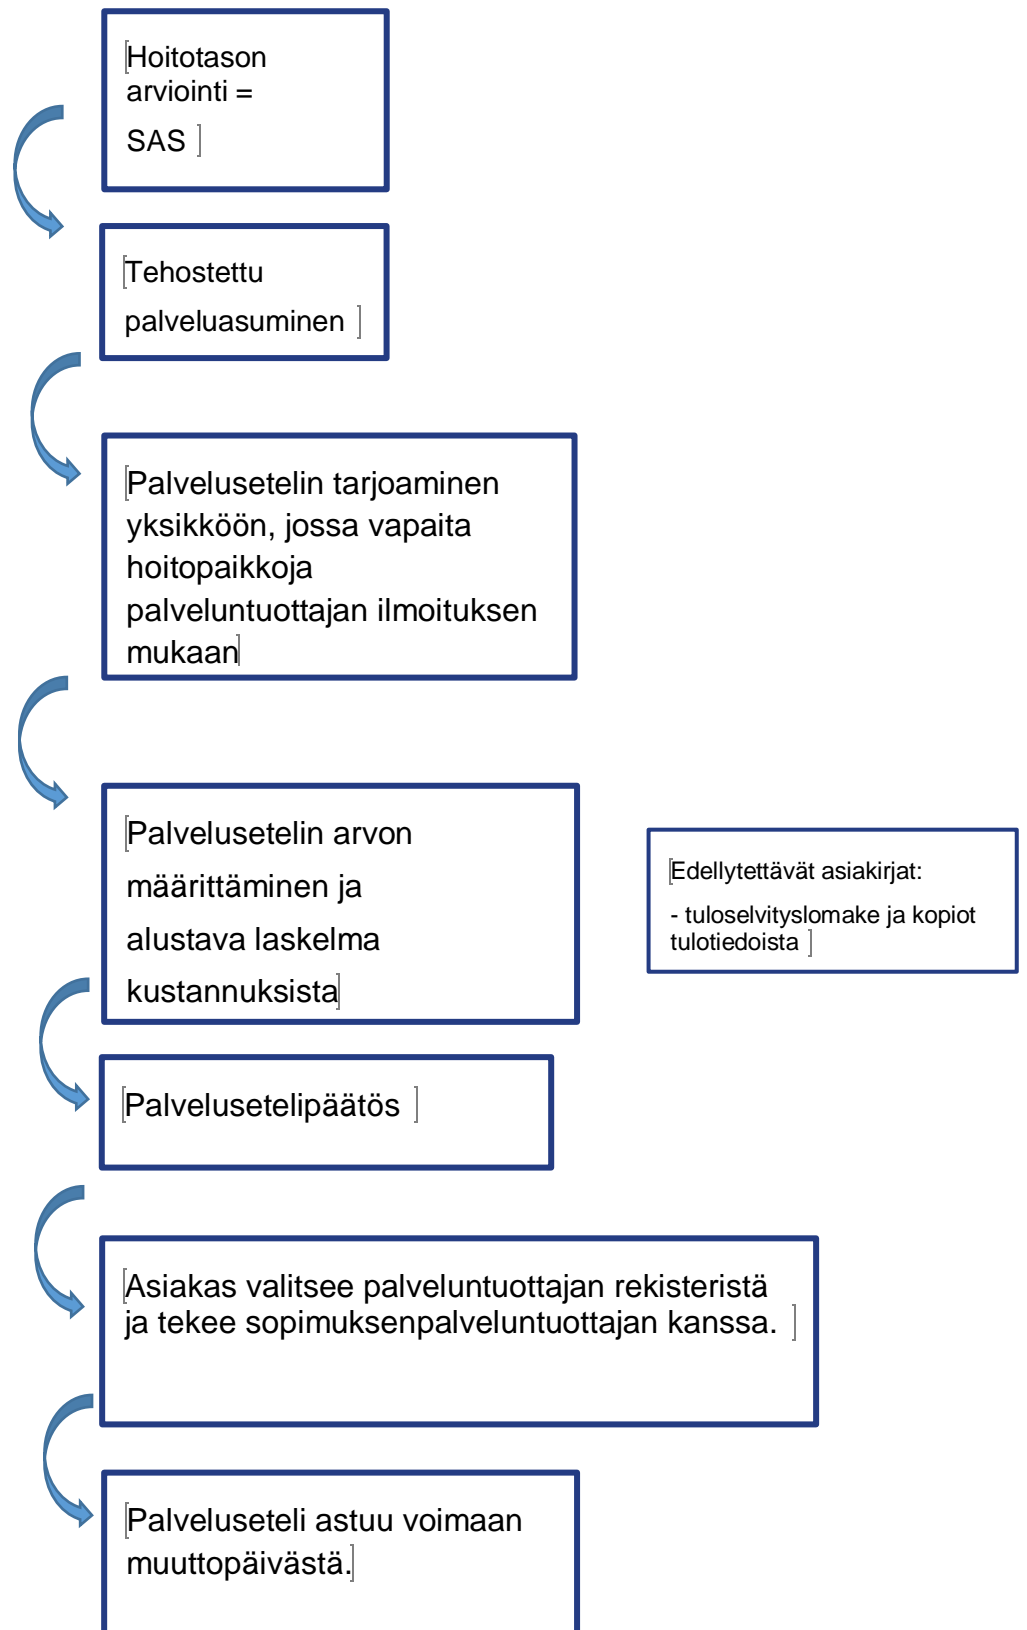 Hoitotason
arviointi =
SAS
Tehostettu
palveluasuminen
Palvelusetelin tarjoaminen
yksikköön, jossa vapaita
hoitopaikkoja
palveluntuottajan ilmoituksen
mukaan
Palvelusetelin arvon
määrittäminen ja
alustava laskelma
kustannuksista
Edellytettävät asiakirjat:
- tuloselvityslomake ja kopiot
tulotiedoista
Palvelusetelipäätös
Asiakas valitsee palveluntuottajan rekisteristä
ja tekee sopimuksenpalveluntuottajan kanssa.
Palveluseteli astuu voimaan
muuttopäivästä.